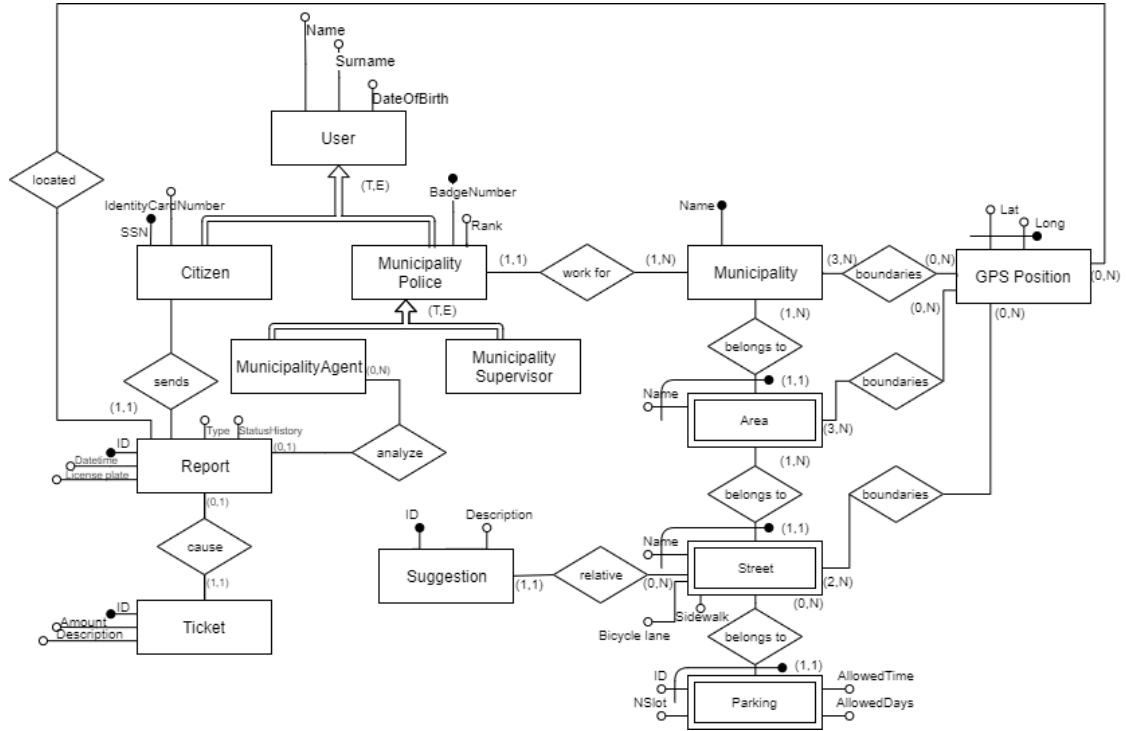 Name
Surname
DateOfBirth
User
located
(T,E)
IdentityCardNumber
SSN
BadgeNumber
Rank
Name
Lat
Long
Citizen
Municipality
Police
(1,1)
work for
(1,N)
Municipality
(3,N)
boundaries
(0,N)
GPS Position
(0,N)
(T,E)
(1,N)
(0,N)
(0,N)
MunicipalityAgent
(0,N)
Municipality
Supervisor
belongs to
sends
Name
(1,1)
boundaries
(1,1)
Area
(3,N)
ID
Type
StatusHistory
(0,1)
analyze
(1,N)
Datetime
License plate
Report
belongs to
boundaries
(0,1)
ID
Description
Name
(1,1)
cause
Suggestion
(1,1)
relative
(0,N)
Street
(2,N)
(1,1)
Sidewalk
(0,N)
ID
Amount
Description
Ticket
Bicycle lane
belongs to
ID
(1,1)
AllowedTime
NSlot
Parking
AllowedDays